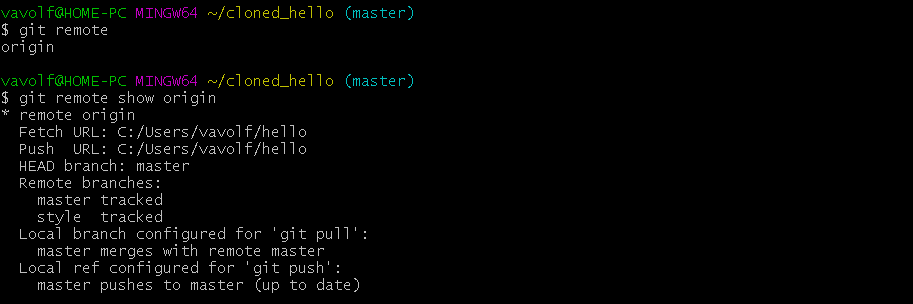 vavolf@HOME-PC MINGW64 ~/cloned_hello (master)
$ git remote
origin
vavolf@HOME-PC MINGW64 ~/cloned_hello (master)
$ git remote show origin
* remote origin
  Fetch URL: C:/Users/vavolf/hello
  Push  URL: C:/Users/vavolf/hello
  HEAD branch: master
  Remote branches:
    master tracked
    style  tracked
  Local branch configured for 'git pull':
    master merges with remote master
  Local ref configured for 'git push':
    master pushes to master (up to date)